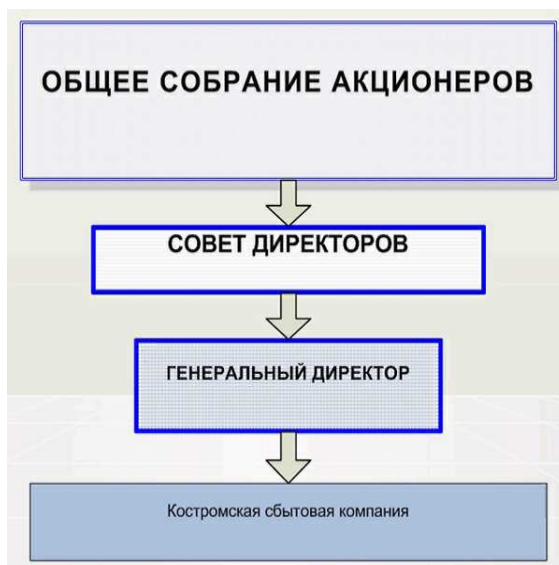 ОБЩЕЕ СОБРАНИЕ АКЦИОНЕРОВ
СОВЕТ ДИРЕКТОРОВ
ГЕНЕРАЛЬНЫЙ ДИРЕКТОР
Костромская сбытовая компания